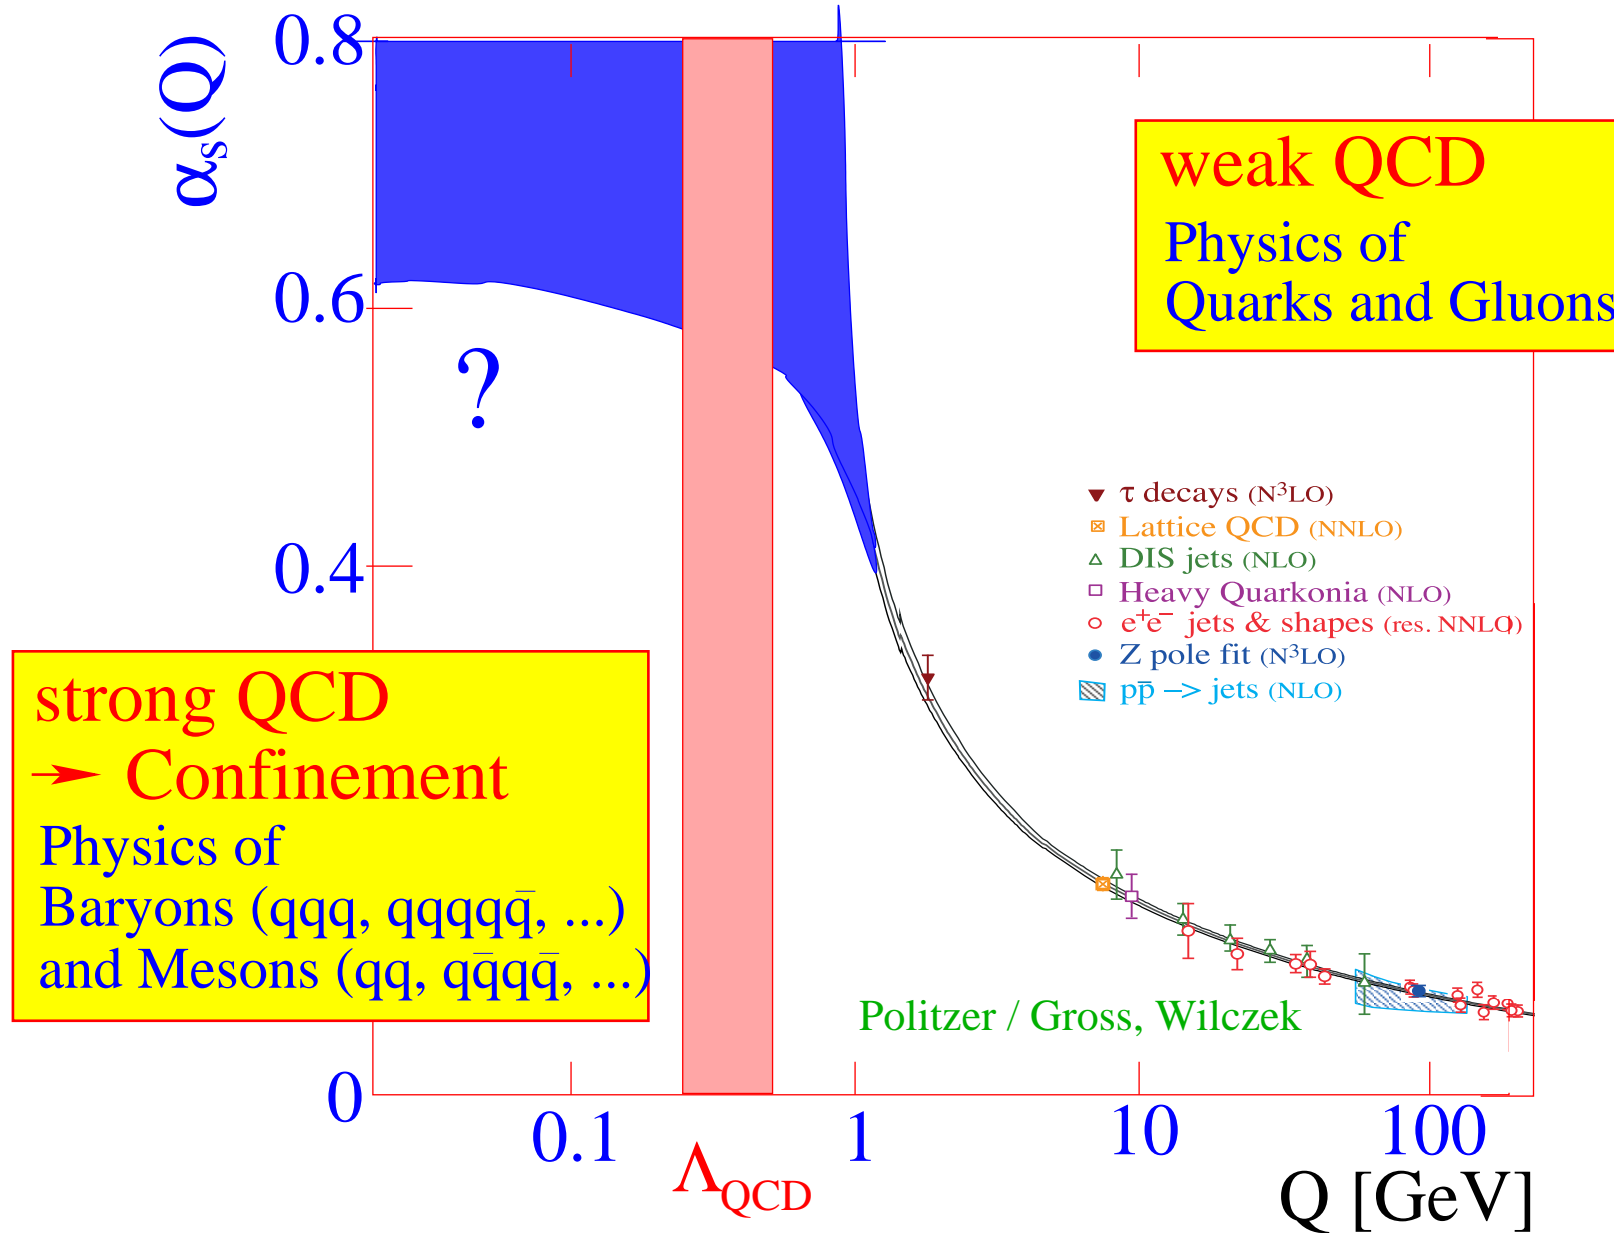 α_s(Q)
0.8
0.6
0.4
0
?
weak QCD
Physics of
Quarks and Gluons
τ decays (N³LO)
Lattice QCD (NNLO)
DIS jets (NLO)
Heavy Quarkonia (NLO)
e⁺e⁻ jets & shapes (res. NNLO)
Z pole fit (N³LO)
pp̅ –> jets (NLO)
strong QCD
→ Confinement
Physics of
Baryons (qqq, qqqqq̅, ...)
and Mesons (qq, qq̅qq̅, ...)
Politzer / Gross, Wilczek
0.1 1 10 100
Λ_QCD
Q [GeV]